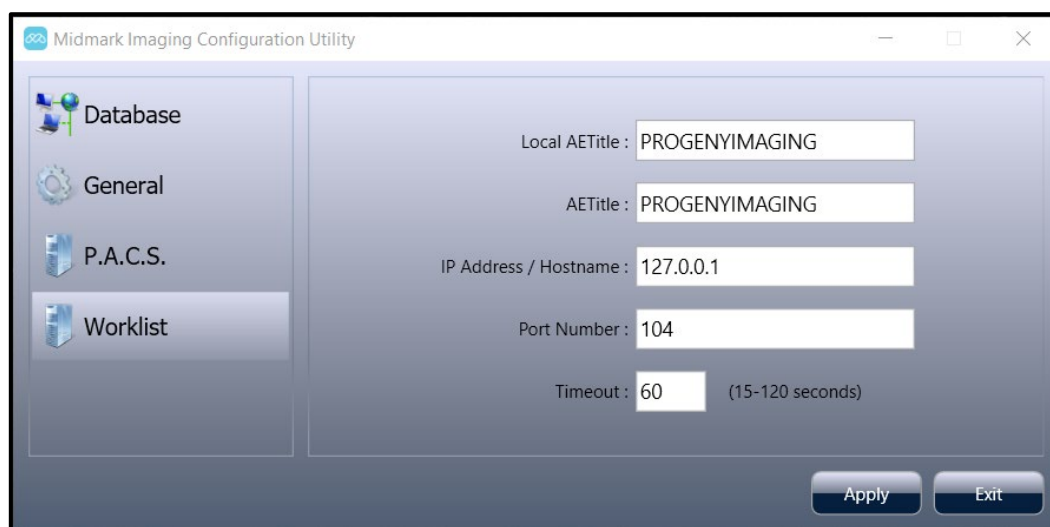 Midmark Imaging Configuration Utility
Database
General
P.A.C.S.
Worklist
Local AETitle : PROGENYIMAGING
AETitle : PROGENYIMAGING
IP Address / Hostname : 127.0.0.1
Port Number : 104
Timeout : 60 (15-120 seconds)
Apply Exit